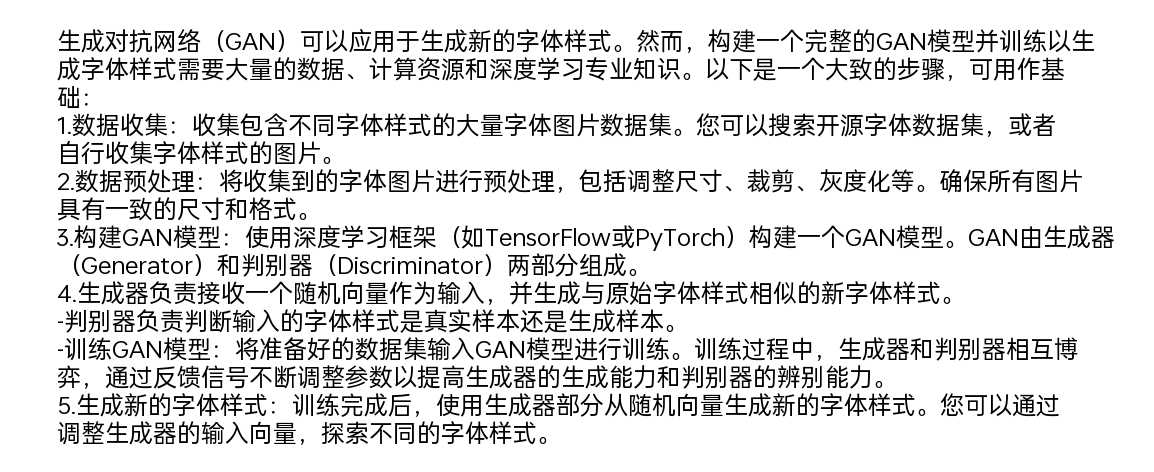 生成对抗网络（GAN）可以应用于生成新的字体样式。然而，构建一个完整的GAN模型并训练以生
成字体样式需要大量的数据、计算资源和深度学习专业知识。以下是一个大致的步骤，可用作基
础：
1.数据收集：收集包含不同字体样式的大量字体图片数据集。您可以搜索开源字体数据集，或者
自行收集字体样式的图片。
2.数据预处理：将收集到的字体图片进行预处理，包括调整尺寸、裁剪、灰度化等。确保所有图片
具有一致的尺寸和格式。
3.构建GAN模型：使用深度学习框架（如TensorFlow或PyTorch）构建一个GAN模型。GAN由生成器
（Generator）和判别器（Discriminator）两部分组成。
4.生成器负责接收一个随机向量作为输入，并生成与原始字体样式相似的新字体样式。
-判别器负责判断输入的字体样式是真实样本还是生成样本。
-训练GAN模型：将准备好的数据集输入GAN模型进行训练。训练过程中，生成器和判别器相互博
弈，通过反馈信号不断调整参数以提高生成器的生成能力和判别器的辨别能力。
5.生成新的字体样式：训练完成后，使用生成器部分从随机向量生成新的字体样式。您可以通过
调整生成器的输入向量，探索不同的字体样式。